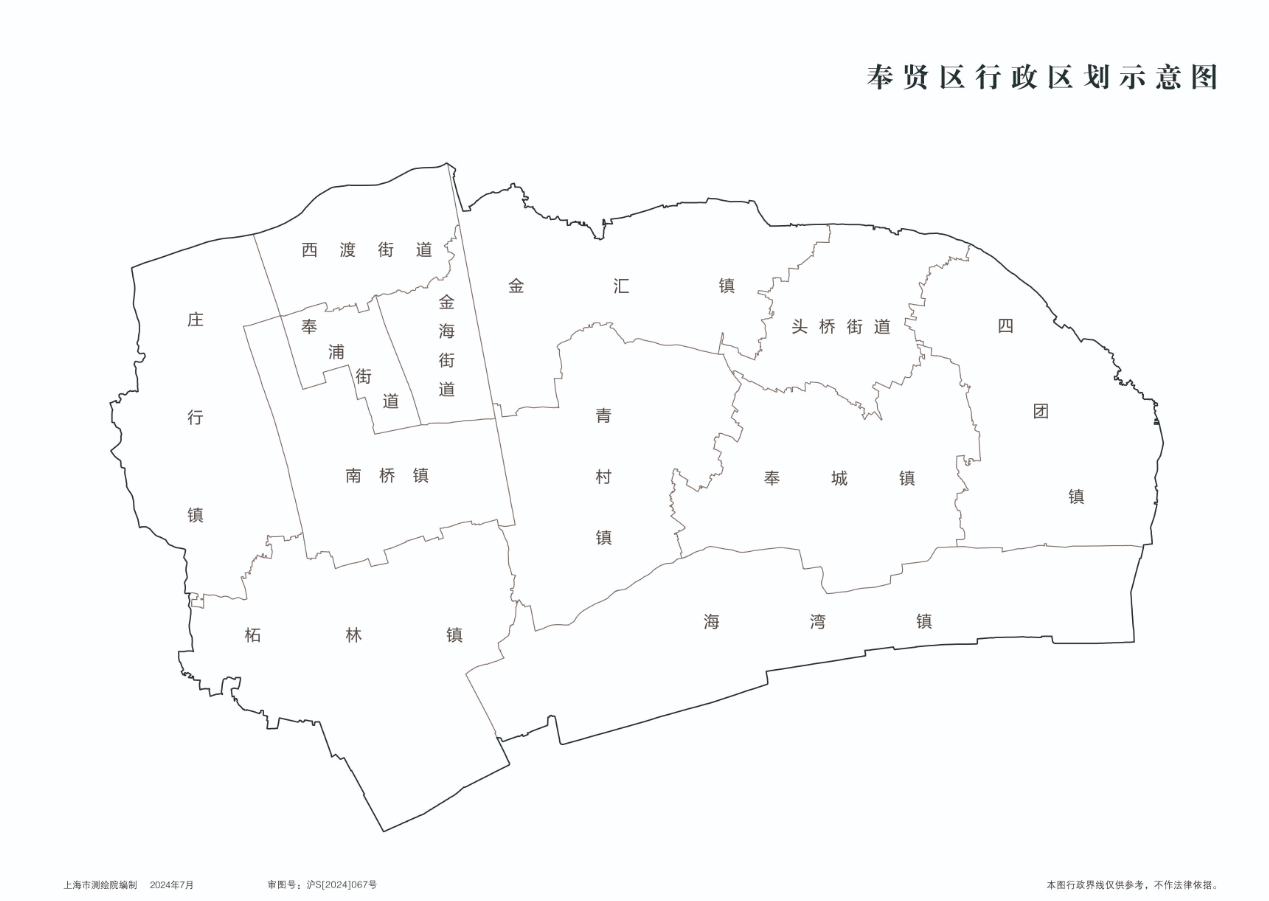 奉贤区行政区划示意图
西渡街道
金汇镇
庄行镇
奉浦街道
金海街道
头桥街道
四团镇
青村镇
南桥镇
奉城镇
海湾镇
柘林镇
上海市测绘院编制 2024年7月 审图号：沪S[2024]067号 本图行政界线仅供参考，不作法律依据。